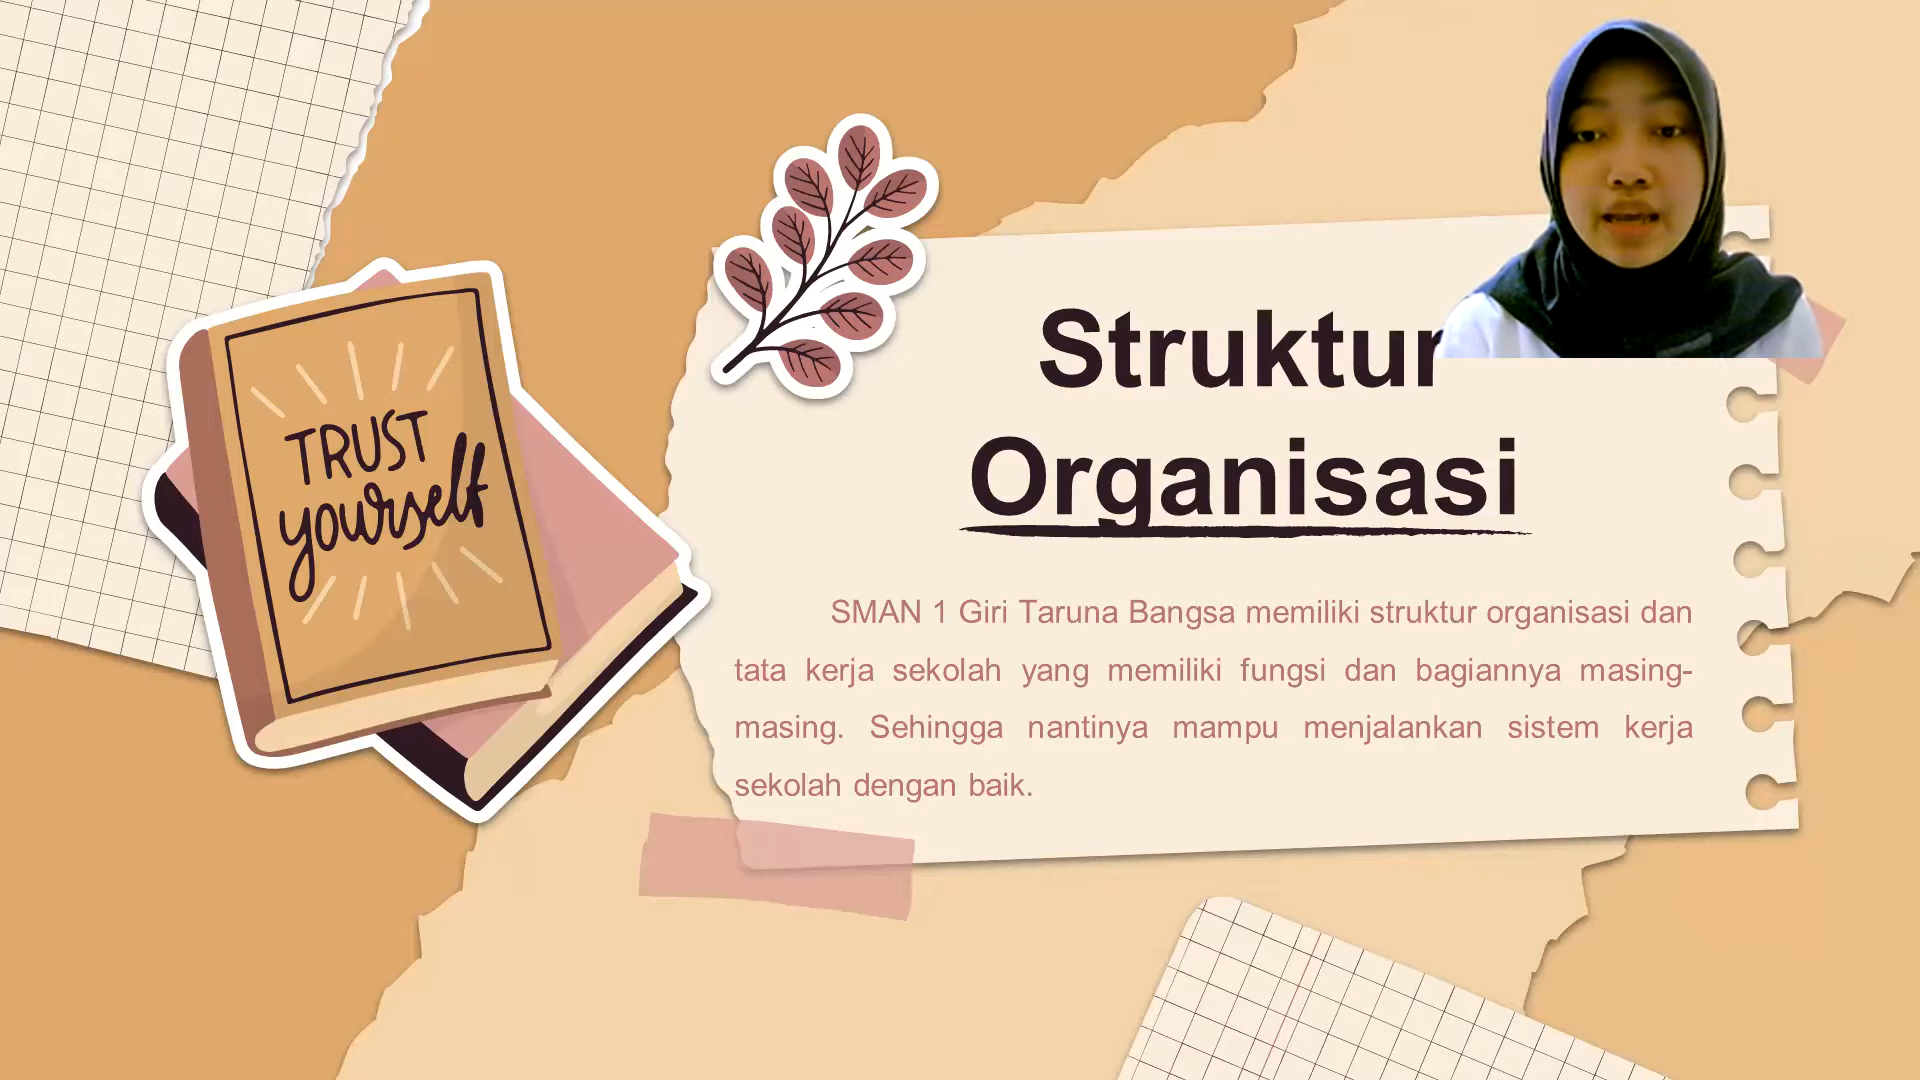 TRUST
yourself
Struktur
Organisasi
SMAN 1 Giri Taruna Bangsa memiliki struktur organisasi dan
tata kerja sekolah yang memiliki fungsi dan bagiannya masing-
masing. Sehingga nantinya mampu menjalankan sistem kerja
sekolah dengan baik.